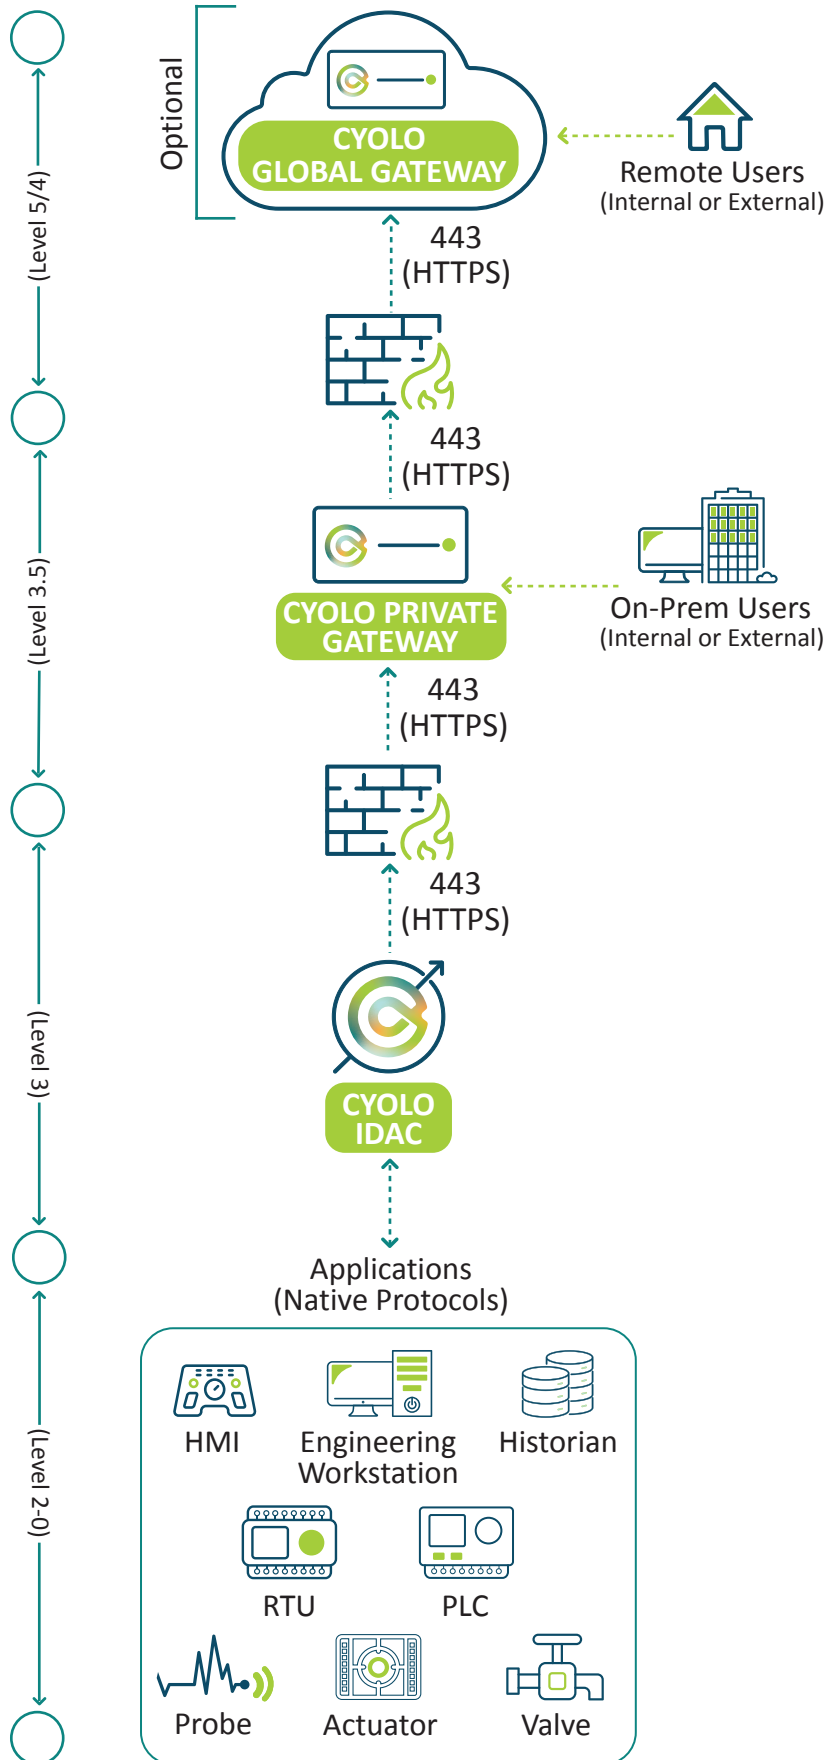 Optional
CYOLO
GLOBAL GATEWAY
Remote Users
(Internal or External)
(Level 5/4)
443
(HTTPS)
443
(HTTPS)
CYOLO PRIVATE
GATEWAY
On-Prem Users
(Internal or External)
(Level 3.5)
443
(HTTPS)
443
(HTTPS)
CYOLO
IDAC
(Level 3)
Applications
(Native Protocols)
HMI
Engineering
Workstation
Historian
(Level 2-0)
RTU
PLC
Probe
Actuator
Valve